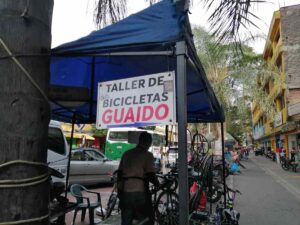 TALLER DE
BICICLETAS
GUAIDO